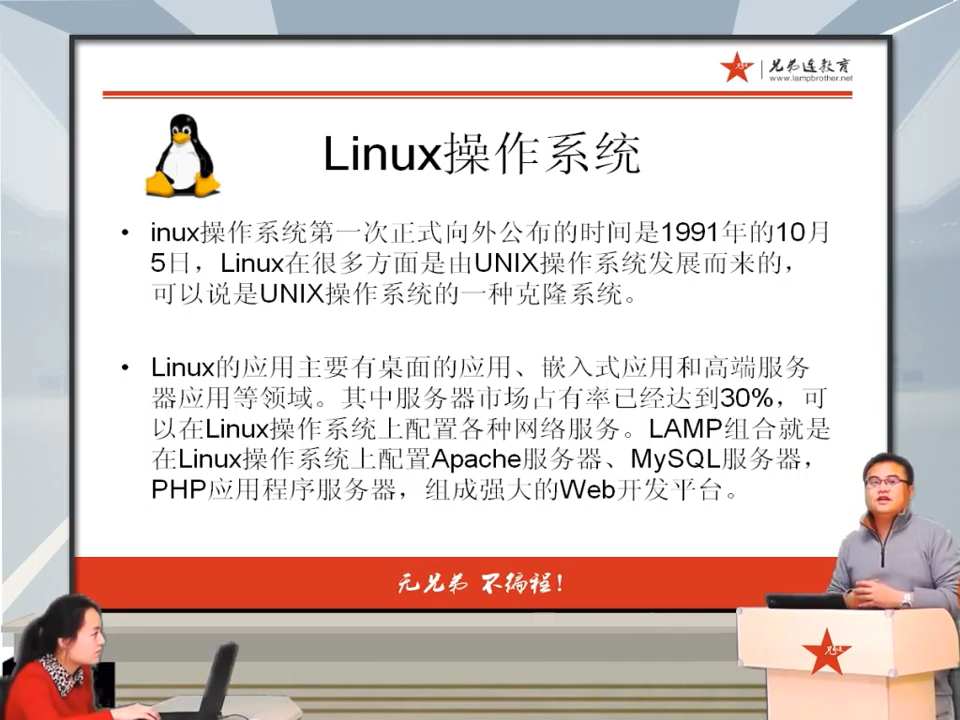 兄弟连教育
www.lampbrother.net
Linux操作系统
• inux操作系统第一次正式向外公布的时间是1991年的10月
5日，Linux在很多方面是由UNIX操作系统发展而来的，
可以说是UNIX操作系统的一种克隆系统。
• Linux的应用主要有桌面的应用、嵌入式应用和高端服务
器应用等领域。其中服务器市场占有率已经达到30%，可
以在Linux操作系统上配置各种网络服务。LAMP组合就是
在Linux操作系统上配置Apache服务器、MySQL服务器，
PHP应用程序服务器，组成强大的Web开发平台。
无兄弟 不编程！
兄弟连